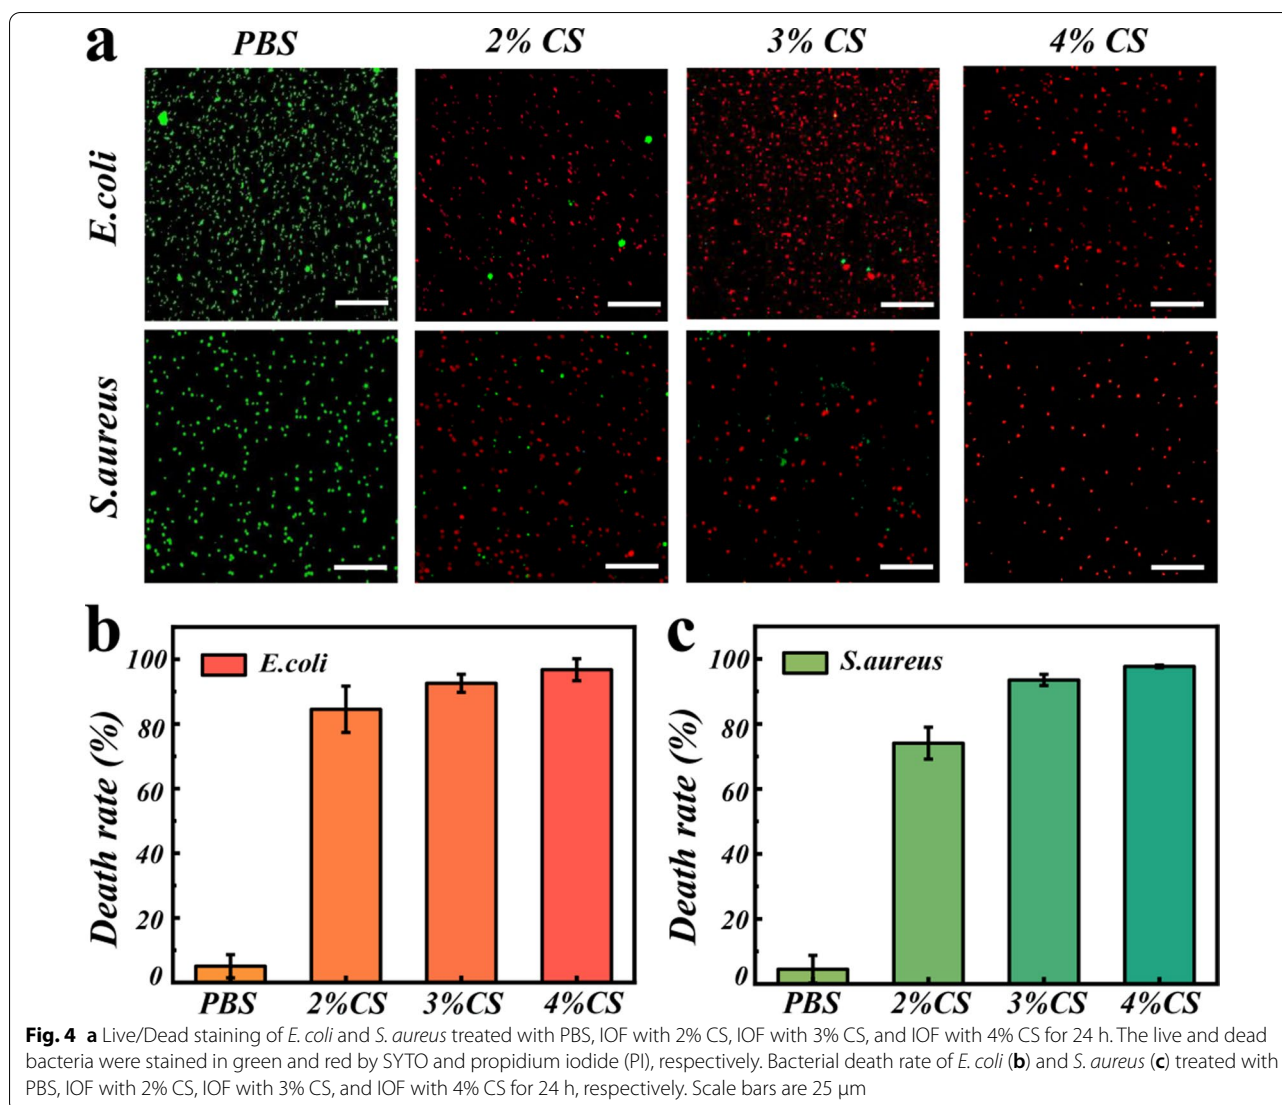 a
PBS
2% CS
3% CS
4% CS
E.coli
S.aureus
b
E.coli
Death rate (%)
100
80
60
40
20
0
PBS
2%CS
3%CS
4%CS
c
S.aureus
Death rate (%)
100
80
60
40
20
0
PBS
2%CS
3%CS
4%CS
Fig. 4 a Live/Dead staining of E. coli and S. aureus treated with PBS, IOF with 2% CS, IOF with 3% CS, and IOF with 4% CS for 24 h. The live and dead
bacteria were stained in green and red by SYTO and propidium iodide (PI), respectively. Bacterial death rate of E. coli (b) and S. aureus (c) treated with
PBS, IOF with 2% CS, IOF with 3% CS, and IOF with 4% CS for 24 h, respectively. Scale bars are 25 µm